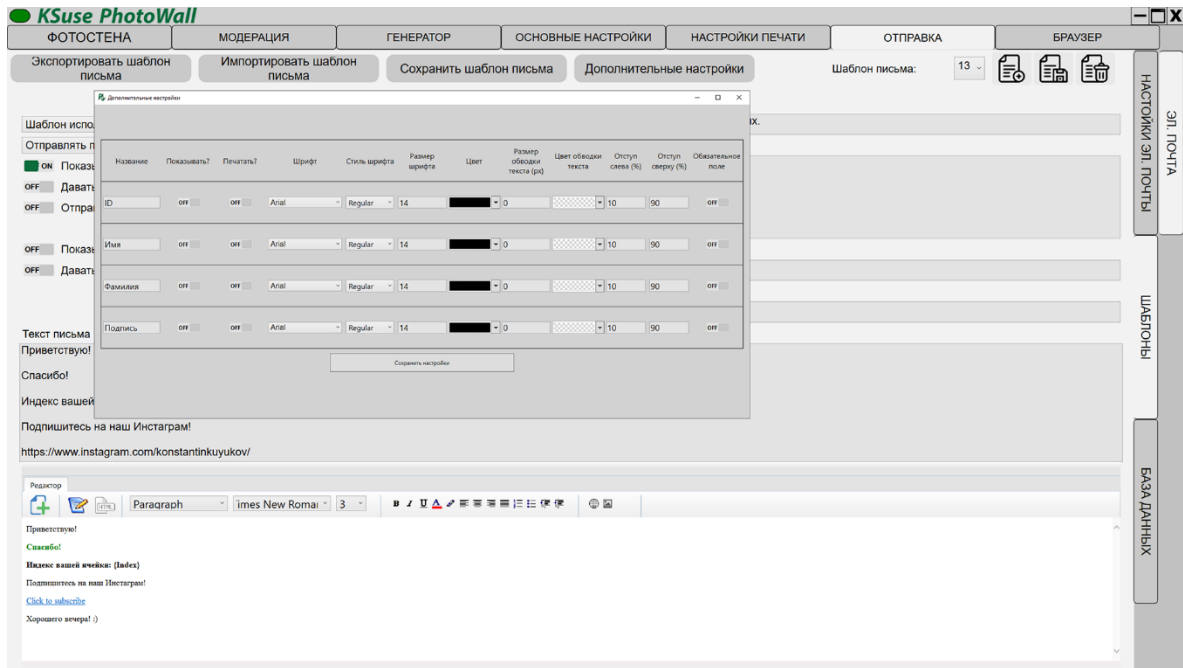 KSuse PhotoWall
ФОТОСТЕНА МОДЕРАЦИЯ ГЕНЕРАТОР ОСНОВНЫЕ НАСТРОЙКИ НАСТРОЙКИ ПЕЧАТИ ОТПРАВКА БРАУЗЕР
Экспортировать шаблон письма
Импортировать шаблон письма
Сохранить шаблон письма
Дополнительные настройки
Шаблон письма: 13
Дополнительные настройки
Шаблон испо
их.
Отправлять п
ON Показы
OFF Давать
OFF Отправ
OFF Показы
OFF Давать
Название Показывать? Печатать? Шрифт Стиль шрифта Размер шрифта Цвет Размер обводки текста (px) Цвет обводки текста Отступ слева (%) Отступ сверху (%) Обязательное поле
ID OFF OFF Arial Regular 14 0 10 90 OFF
Имя OFF OFF Arial Regular 14 0 10 90 OFF
Фамилия OFF OFF Arial Regular 14 0 10 90 OFF
Подпись OFF OFF Arial Regular 14 0 10 90 OFF
Сохранить настройки
Текст письма
Приветствую!
Спасибо!
Индекс вашей
Подпишитесь на наш Инстаграм!
https://www.instagram.com/konstantinkuyukov/
Редактор
HTML Paragraph Times New Roman 3 B I U A
Приветствую!
Спасибо!
Индекс вашей ячейки: {Index}
Подпишитесь на наш Инстаграм!
Click to subscribe
Хорошего вечера! :)
ЭЛ. ПОЧТА
НАСТОЙКИ ЭЛ. ПОЧТЫ
ШАБЛОНЫ
БАЗА ДАННЫХ